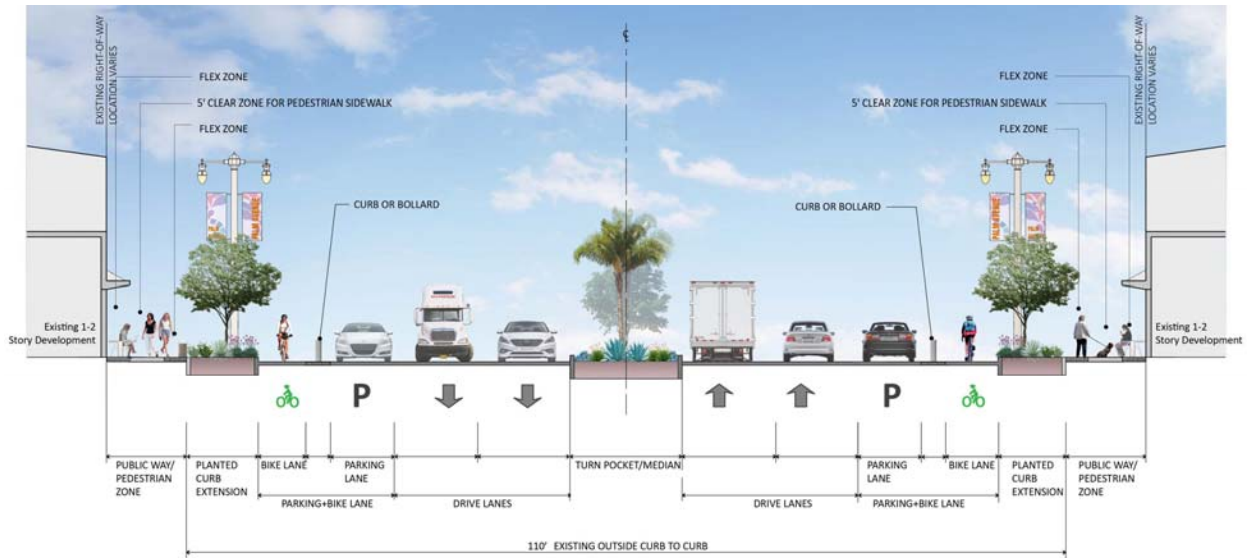 EXISTING RIGHT-OF-WAY
LOCATION VARIES
FLEX ZONE
5' CLEAR ZONE FOR PEDESTRIAN SIDEWALK
FLEX ZONE
CURB OR BOLLARD
Existing 1-2
Story Development
℄
FLEX ZONE
5' CLEAR ZONE FOR PEDESTRIAN SIDEWALK
FLEX ZONE
CURB OR BOLLARD
EXISTING RIGHT-OF-WAY
LOCATION VARIES
Existing 1-2
Story Development
PALM AVENUE
P
P
PUBLIC WAY/
PEDESTRIAN
ZONE
PLANTED
CURB
EXTENSION
BIKE LANE
PARKING
LANE
TURN POCKET/MEDIAN
PARKING
LANE
BIKE LANE
PLANTED
CURB
EXTENSION
PUBLIC WAY/
PEDESTRIAN
ZONE
PARKING+BIKE LANE
DRIVE LANES
DRIVE LANES
PARKING+BIKE LANE
110' EXISTING OUTSIDE CURB TO CURB